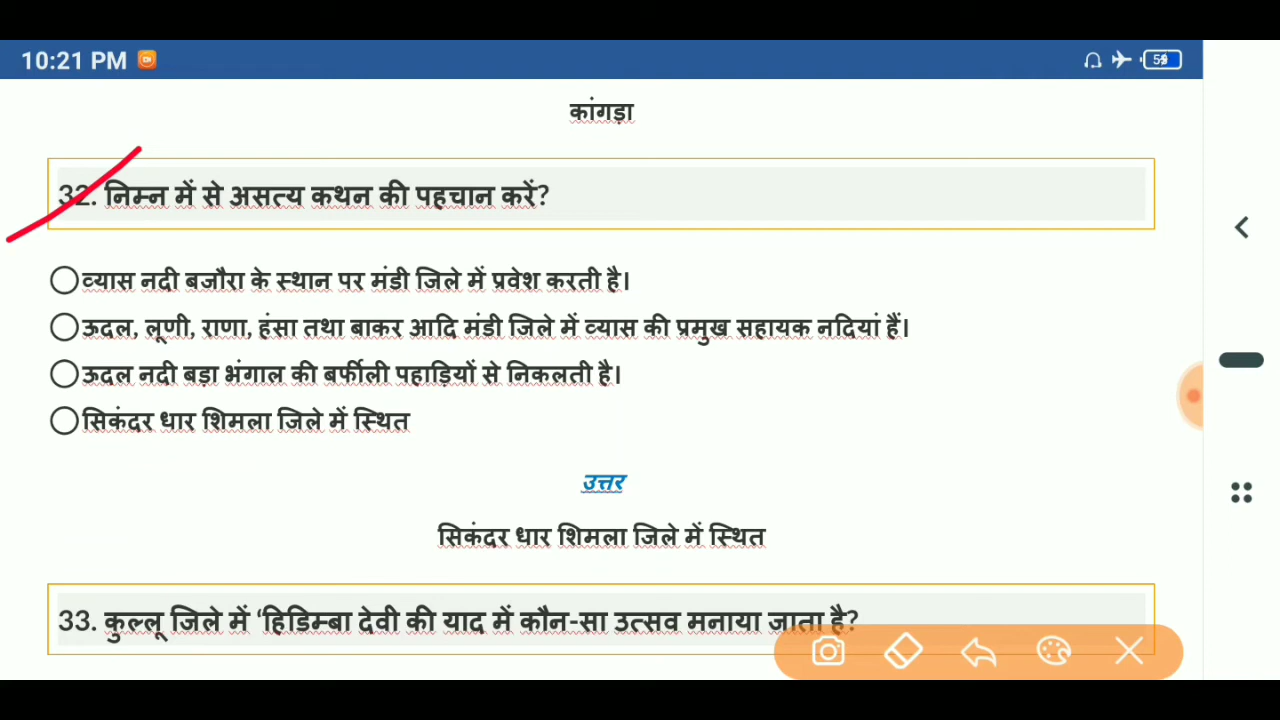 10:21 PM
कांगड़ा
32. निम्न में से असत्य कथन की पहचान करें?
व्यास नदी बजौरा के स्थान पर मंडी जिले में प्रवेश करती है।
ऊदल, लूणी, राणा, हंसा तथा बाकर आदि मंडी जिले में व्यास की प्रमुख सहायक नदियां हैं।
ऊदल नदी बड़ा भंगाल की बर्फीली पहाड़ियों से निकलती है।
सिकंदर धार शिमला जिले में स्थित
उत्तर
सिकंदर धार शिमला जिले में स्थित
33. कुल्लू जिले में ‘हिडिम्बा देवी की याद में कौन-सा उत्सव मनाया जाता है?